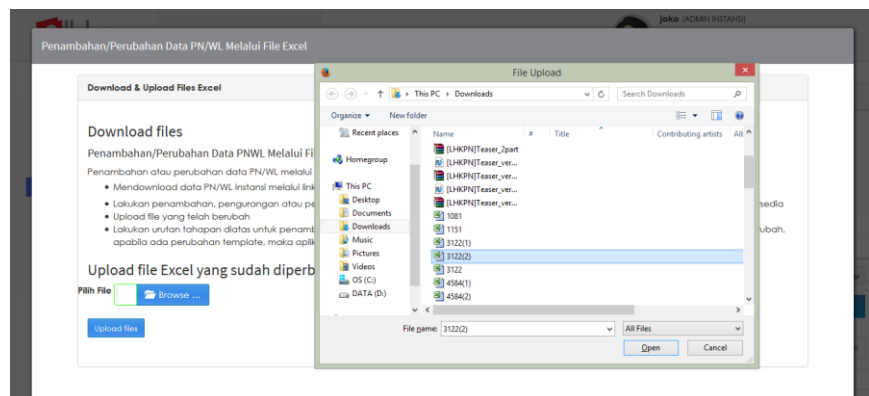 joko (ADMIN INSTANSI)
Penambahan/Perubahan Data PN/WL Melalui File Excel
Download & Upload Files Excel
Download files
Penambahan/Perubahan Data PNWL Melalui Fi
Penambahan atau perubahan data PN/WL melalui
Mendownload data PN/WL Instansi melalui link
Lakukan penambahan, pengurangan atau pe
sedia
Upload file yang telah berubah
Lakukan urutan tahapan diatas untuk penamb
ubah,
apabila ada perubahan template, maka aplik
Upload file Excel yang sudah diperb
Pilih File
Browse ...
Upload files
File Upload
This PC
Downloads
Search Downloads
Organize
New folder
Recent places
Homegroup
This PC
Desktop
Documents
Downloads
Music
Pictures
Videos
OS (C:)
DATA (D:)
Name
#
Title
Contributing artists
Alb
[LHKPN]Teaser_2part
[LHKPN]Teaser_ver...
[LHKPN]Teaser_ver...
[LHKPN]Teaser_ver...
[LHKPN]Teaser_ver...
1081
1151
3122(1)
3122(2)
3122
4584(1)
4584(2)
File name: 3122(2)
All Files
Open
Cancel